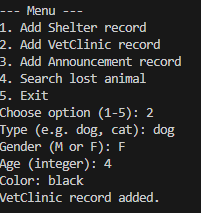 --- Menu ---
1. Add Shelter record
2. Add VetClinic record
3. Add Announcement record
4. Search lost animal
5. Exit
Choose option (1-5): 2
Type (e.g. dog, cat): dog
Gender (M or F): F
Age (integer): 4
Color: black
VetClinic record added.